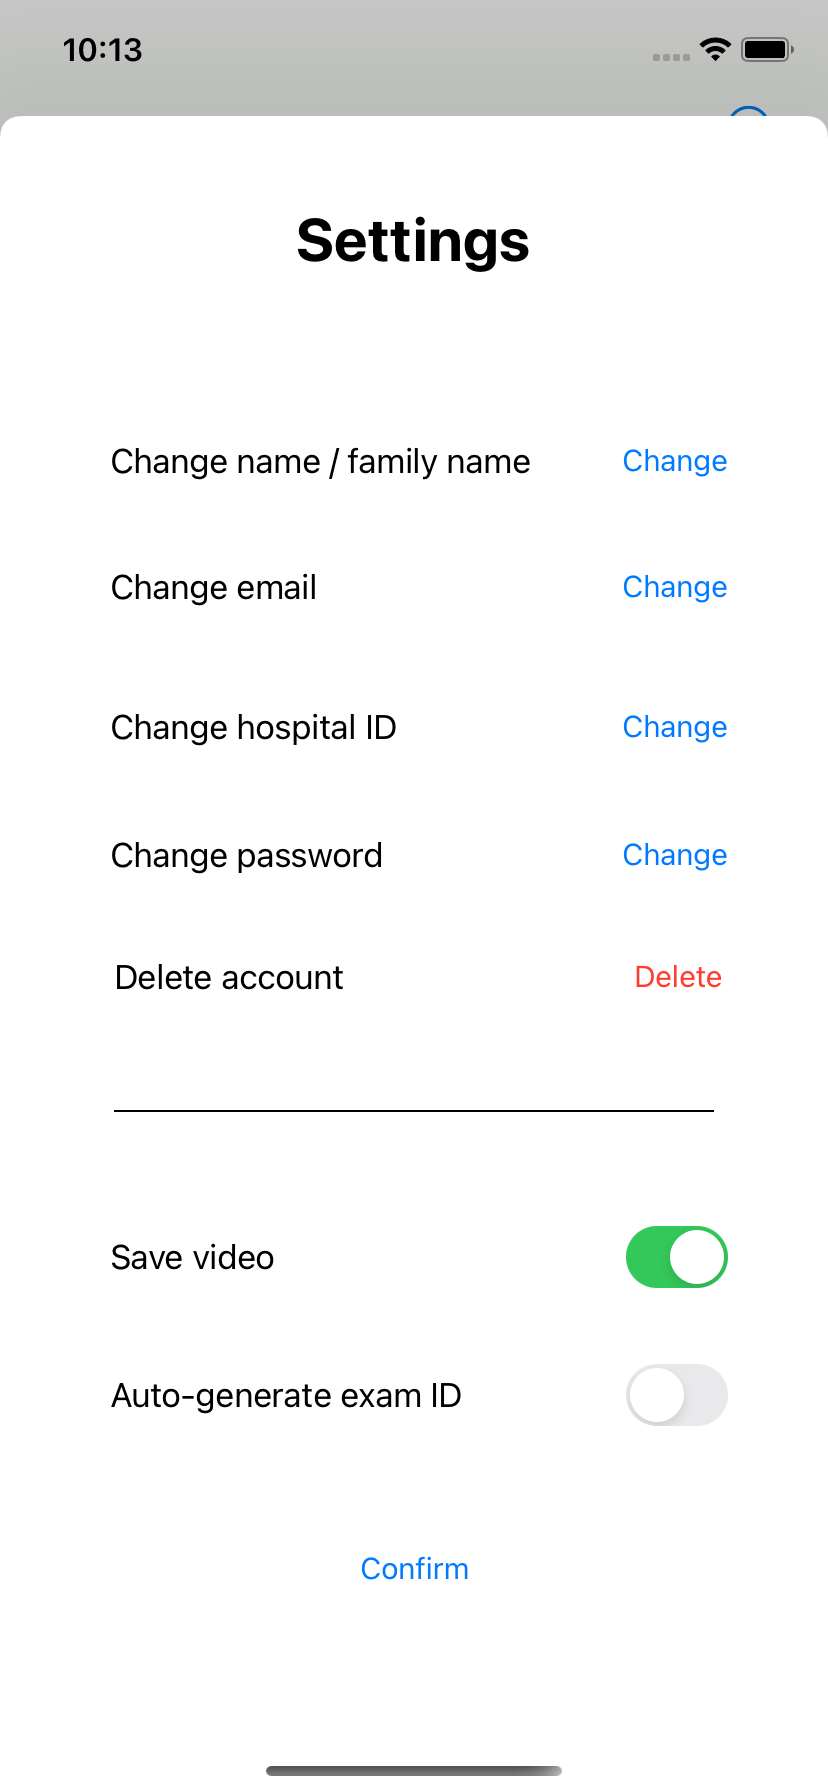 10:13
Settings
Change name / family name Change
Change email Change
Change hospital ID Change
Change password Change
Delete account Delete
Save video
Auto-generate exam ID
Confirm